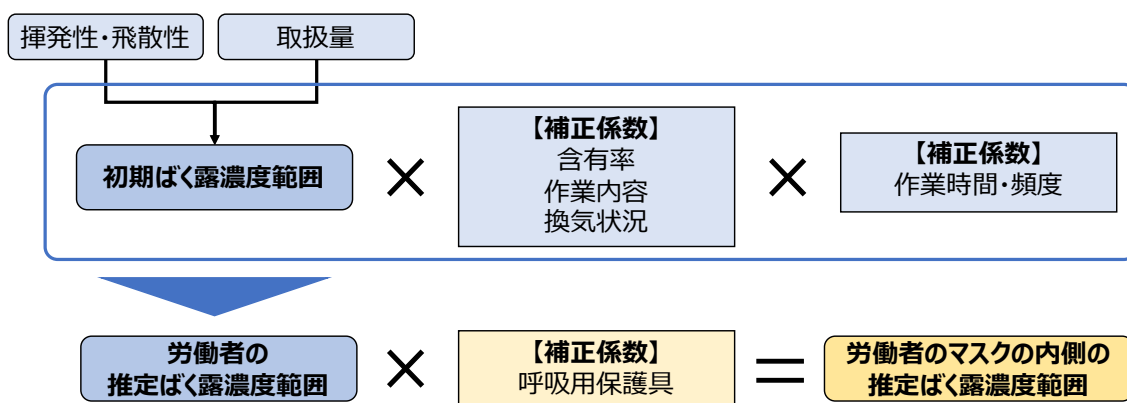 揮発性・飛散性
取扱量
初期ばく露濃度範囲
×
【補正係数】
含有率
作業内容
換気状況
×
【補正係数】
作業時間・頻度
労働者の
推定ばく露濃度範囲
×
【補正係数】
呼吸用保護具
=
労働者のマスクの内側の
推定ばく露濃度範囲